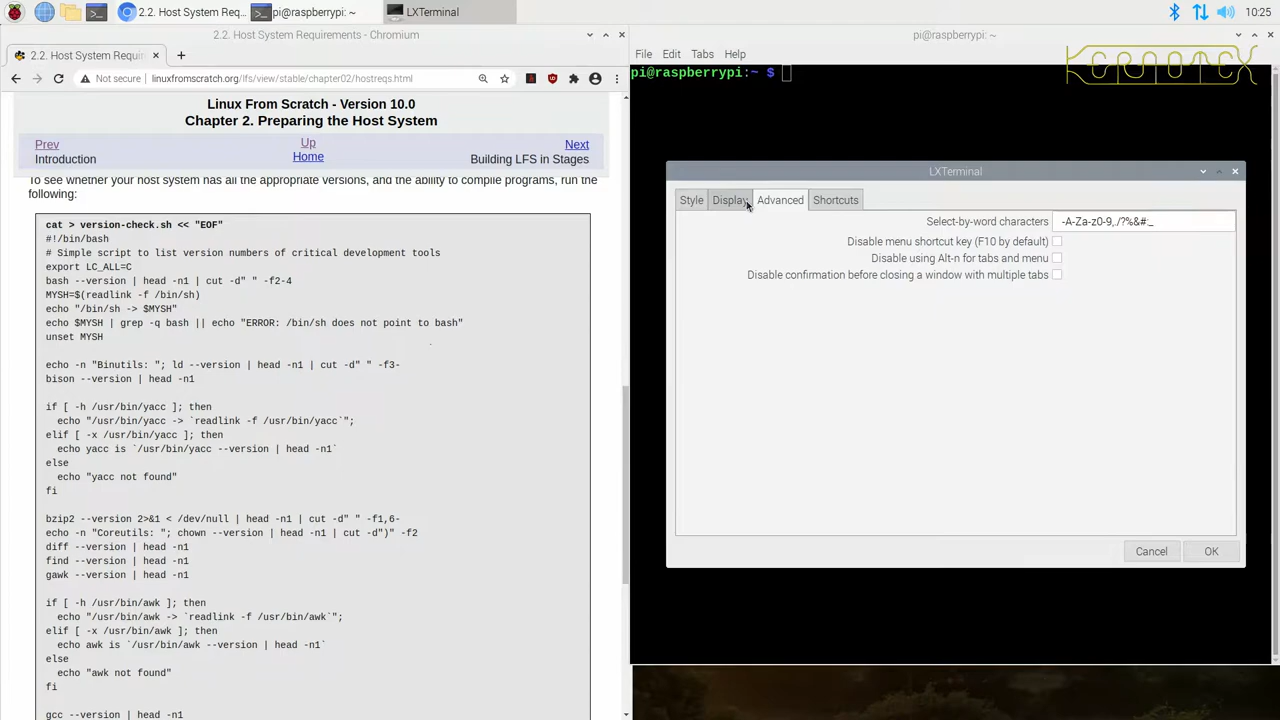 2.2. Host System Req...
pi@raspberrypi: ~
LXTerminal
10:25
2.2. Host System Requirements - Chromium
2.2. Host System Require
Not secure | linuxfromscratch.org/lfs/view/stable/chapter02/hostreqs.html
Linux From Scratch - Version 10.0
Chapter 2. Preparing the Host System
Prev
Up
Next
Introduction
Home
Building LFS in Stages
To see whether your host system has all the appropriate versions, and the ability to compile programs, run the
following:
cat > version-check.sh << "EOF"
#!/bin/bash
# Simple script to list version numbers of critical development tools
export LC_ALL=C
bash --version | head -n1 | cut -d" " -f2-4
MYSH=$(readlink -f /bin/sh)
echo "/bin/sh -> $MYSH"
echo $MYSH | grep -q bash || echo "ERROR: /bin/sh does not point to bash"
unset MYSH
echo -n "Binutils: "; ld --version | head -n1 | cut -d" " -f3-
bison --version | head -n1
if [ -h /usr/bin/yacc ]; then
echo "/usr/bin/yacc -> `readlink -f /usr/bin/yacc`";
elif [ -x /usr/bin/yacc ]; then
echo yacc is `/usr/bin/yacc --version | head -n1`
else
echo "yacc not found"
fi
bzip2 --version 2>&1 < /dev/null | head -n1 | cut -d" " -f1,6-
echo -n "Coreutils: "; chown --version | head -n1 | cut -d")" -f2
diff --version | head -n1
find --version | head -n1
gawk --version | head -n1
if [ -h /usr/bin/awk ]; then
echo "/usr/bin/awk -> `readlink -f /usr/bin/awk`";
elif [ -x /usr/bin/awk ]; then
echo awk is `/usr/bin/awk --version | head -n1`
else
echo "awk not found"
fi
gcc --version | head -n1
pi@raspberrypi: ~
File Edit Tabs Help
KERNOTEX
pi@raspberrypi:~ $
LXTerminal
Style Display Advanced Shortcuts
Select-by-word characters -A-Za-z0-9,./?%&#:_
Disable menu shortcut key (F10 by default)
Disable using Alt-n for tabs and menu
Disable confirmation before closing a window with multiple tabs
Cancel OK